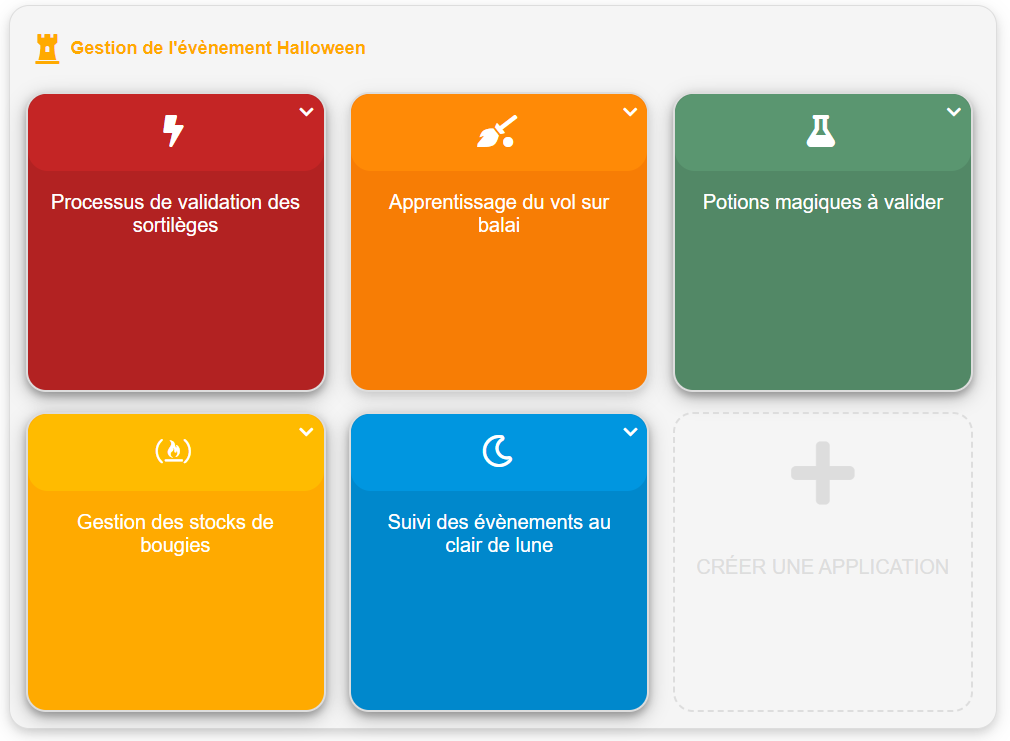 Gestion de l'évènement Halloween
Processus de validation des
sortilèges
Apprentissage du vol sur
balai
Potions magiques à valider
Gestion des stocks de
bougies
Suivi des évènements au
clair de lune
CRÉER UNE APPLICATION